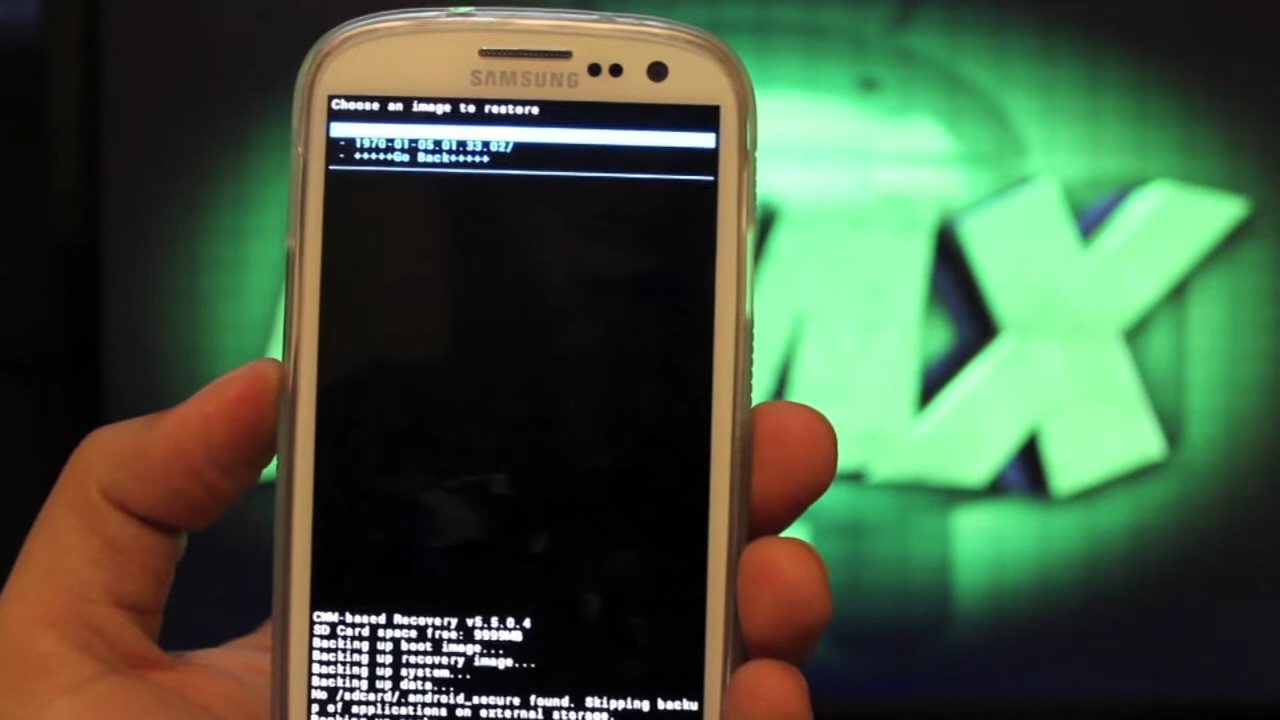 SAMSUNG
Choose an image to restore
- 1970-01-05.01.33.02/
- +++++Go Back+++++
CWM-based Recovery v5.5.0.4
SD Card space free: 9999MB
Backing up boot image...
Backing up recovery image...
Backing up system...
Backing up data...
No /sdcard/.android_secure found. Skipping backu
p of applications on external storage.
X